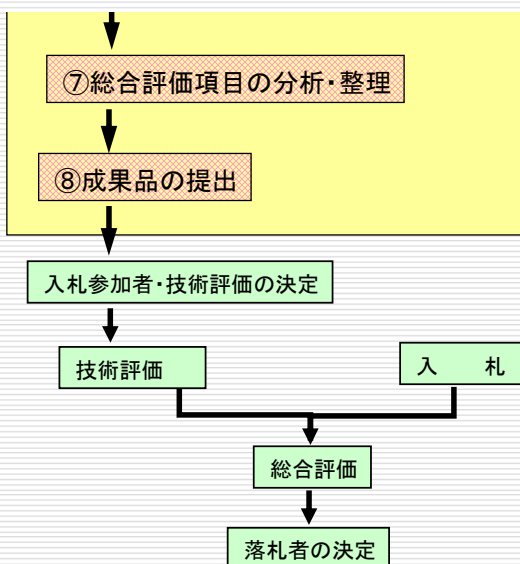 ⑦総合評価項目の分析・整理
⑧成果品の提出
入札参加者・技術評価の決定
技術評価
入　札
総合評価
落札者の決定